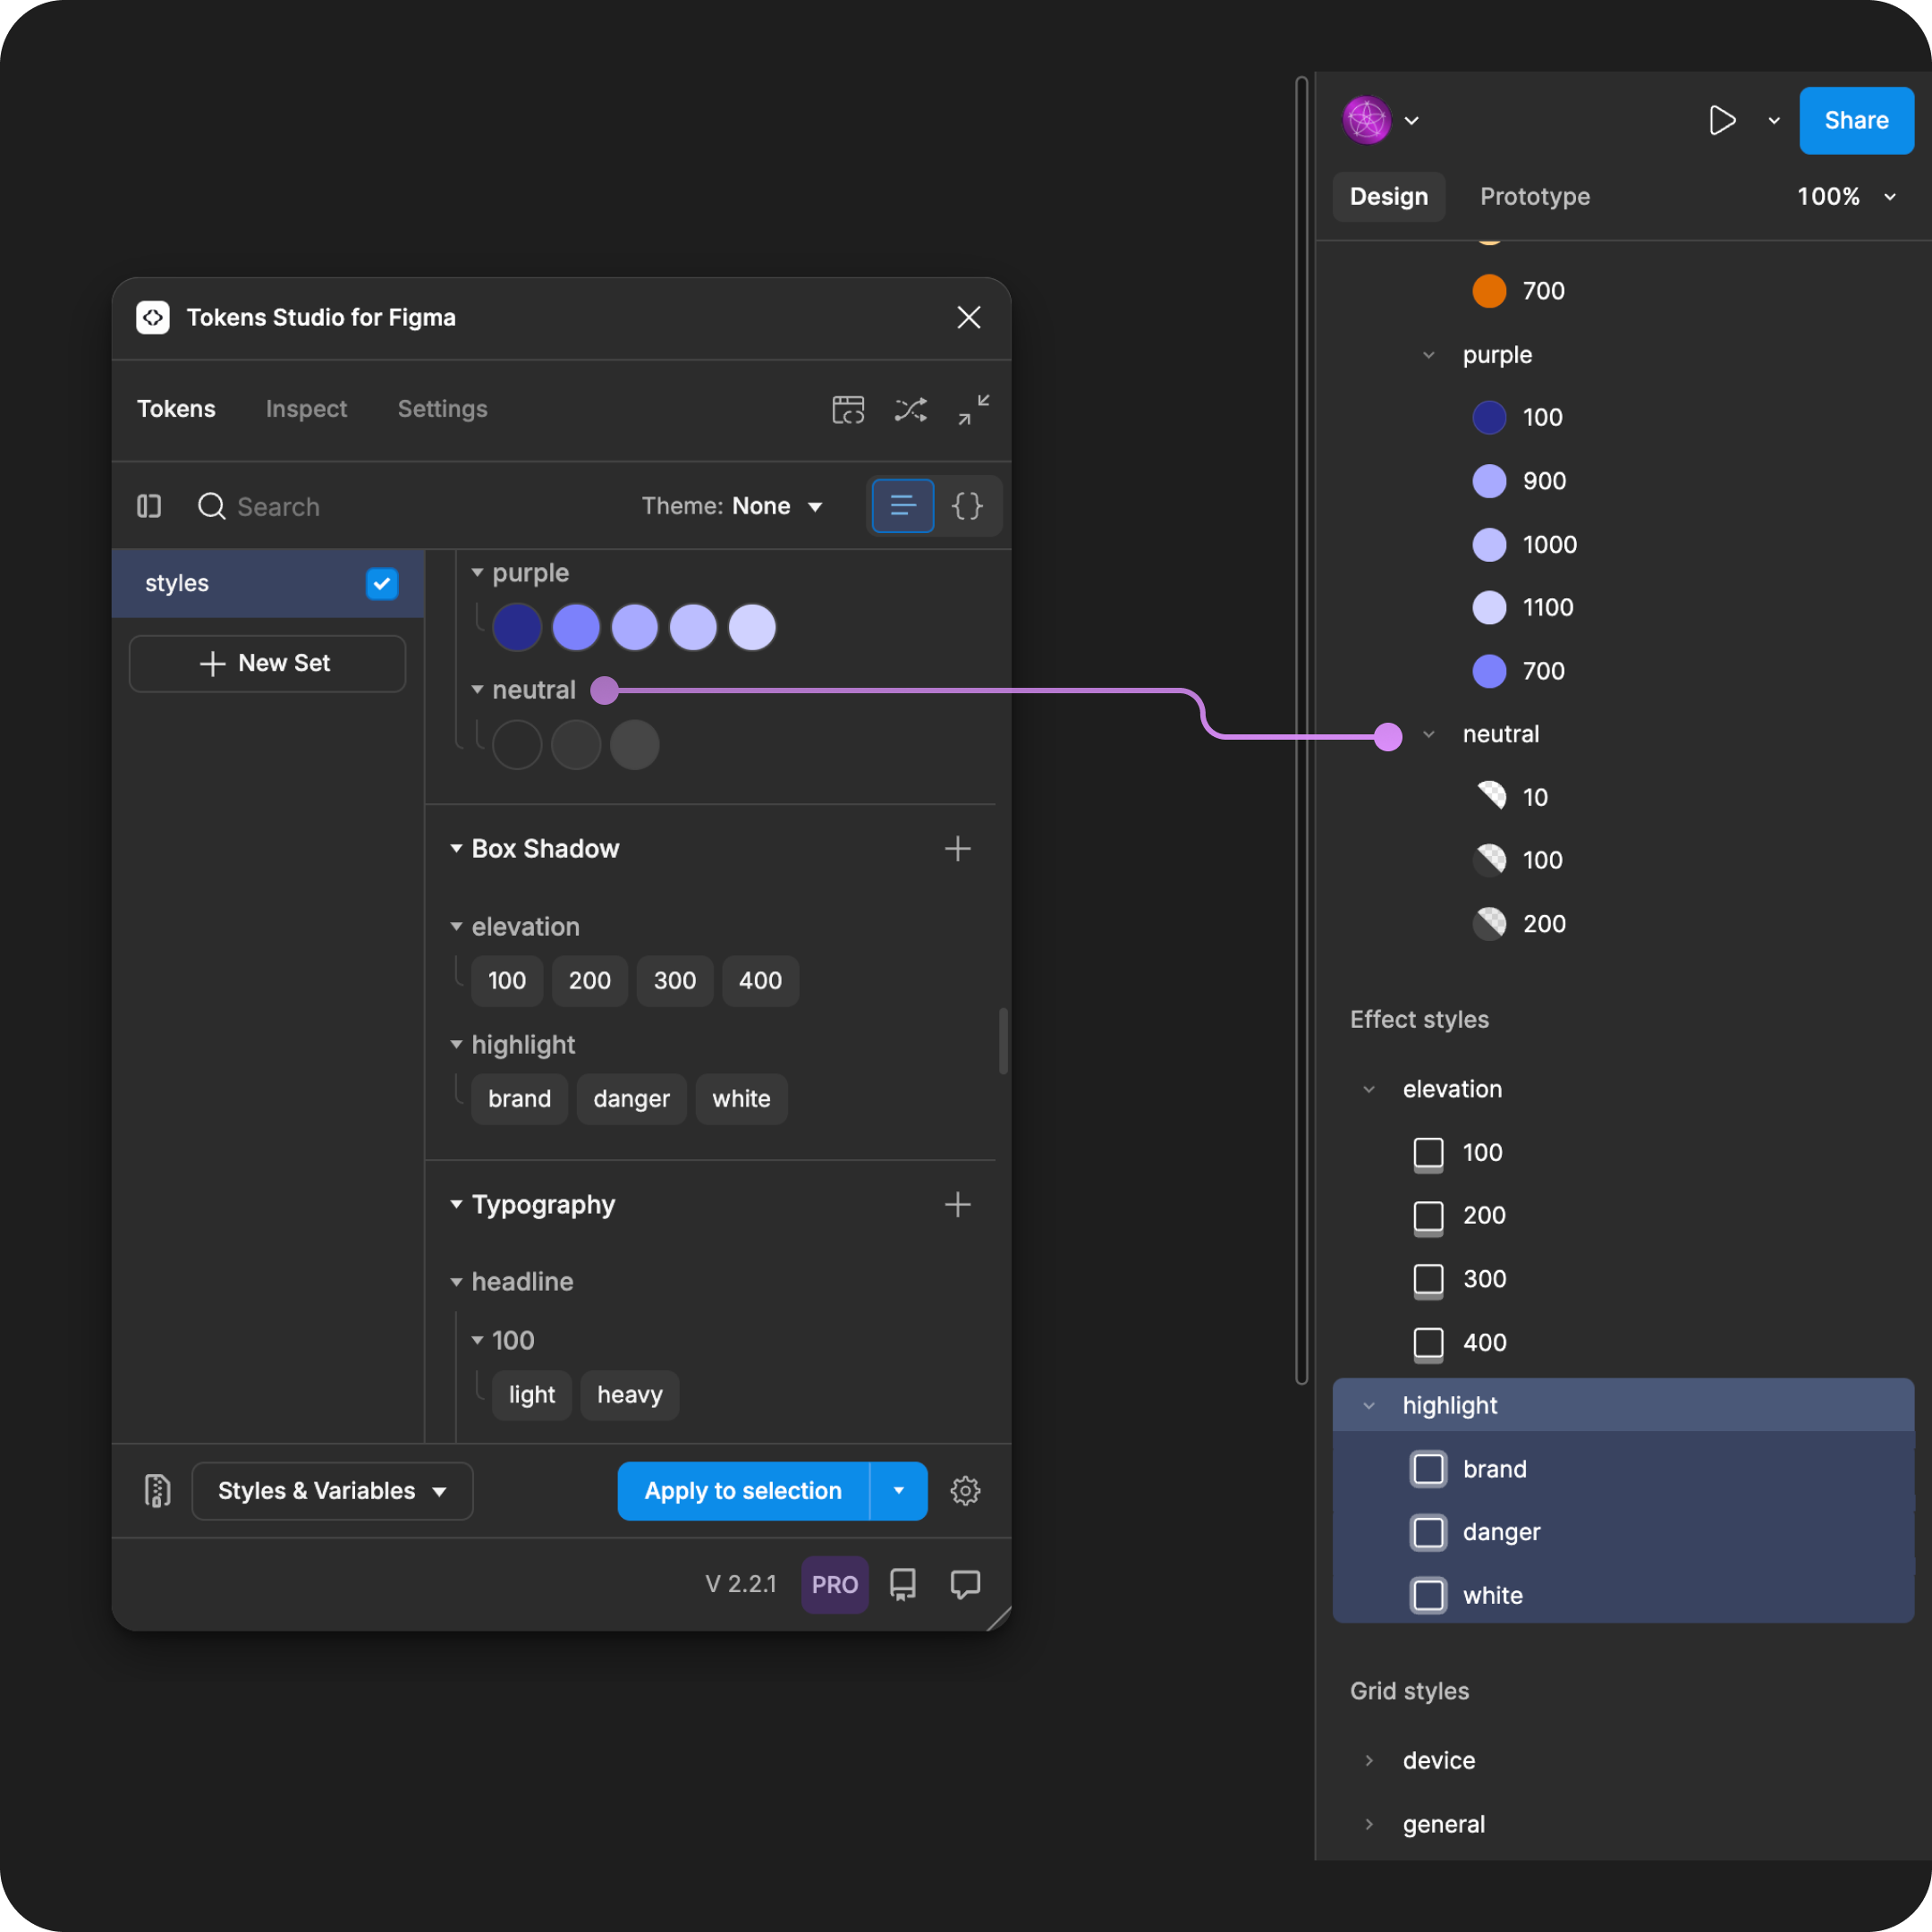 Tokens Studio for Figma
Tokens
Inspect
Settings
Search
Theme: None
styles
New Set
purple
neutral
Box Shadow
elevation
100 200 300 400
highlight
brand danger white
Typography
headline
100
light heavy
Styles & Variables
Apply to selection
V 2.2.1
PRO
Share
Design
Prototype
100%
700
purple
100
900
1000
1100
700
neutral
10
100
200
Effect styles
elevation
100
200
300
400
highlight
brand
danger
white
Grid styles
device
general